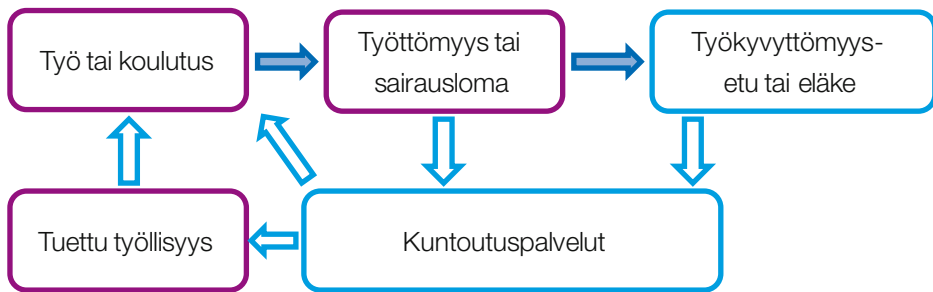 Työ tai koulutus
Työttömyys tai
sairausloma
Työkyvyttömyys-
etu tai eläke
Tuettu työllisyys
Kuntoutuspalvelut